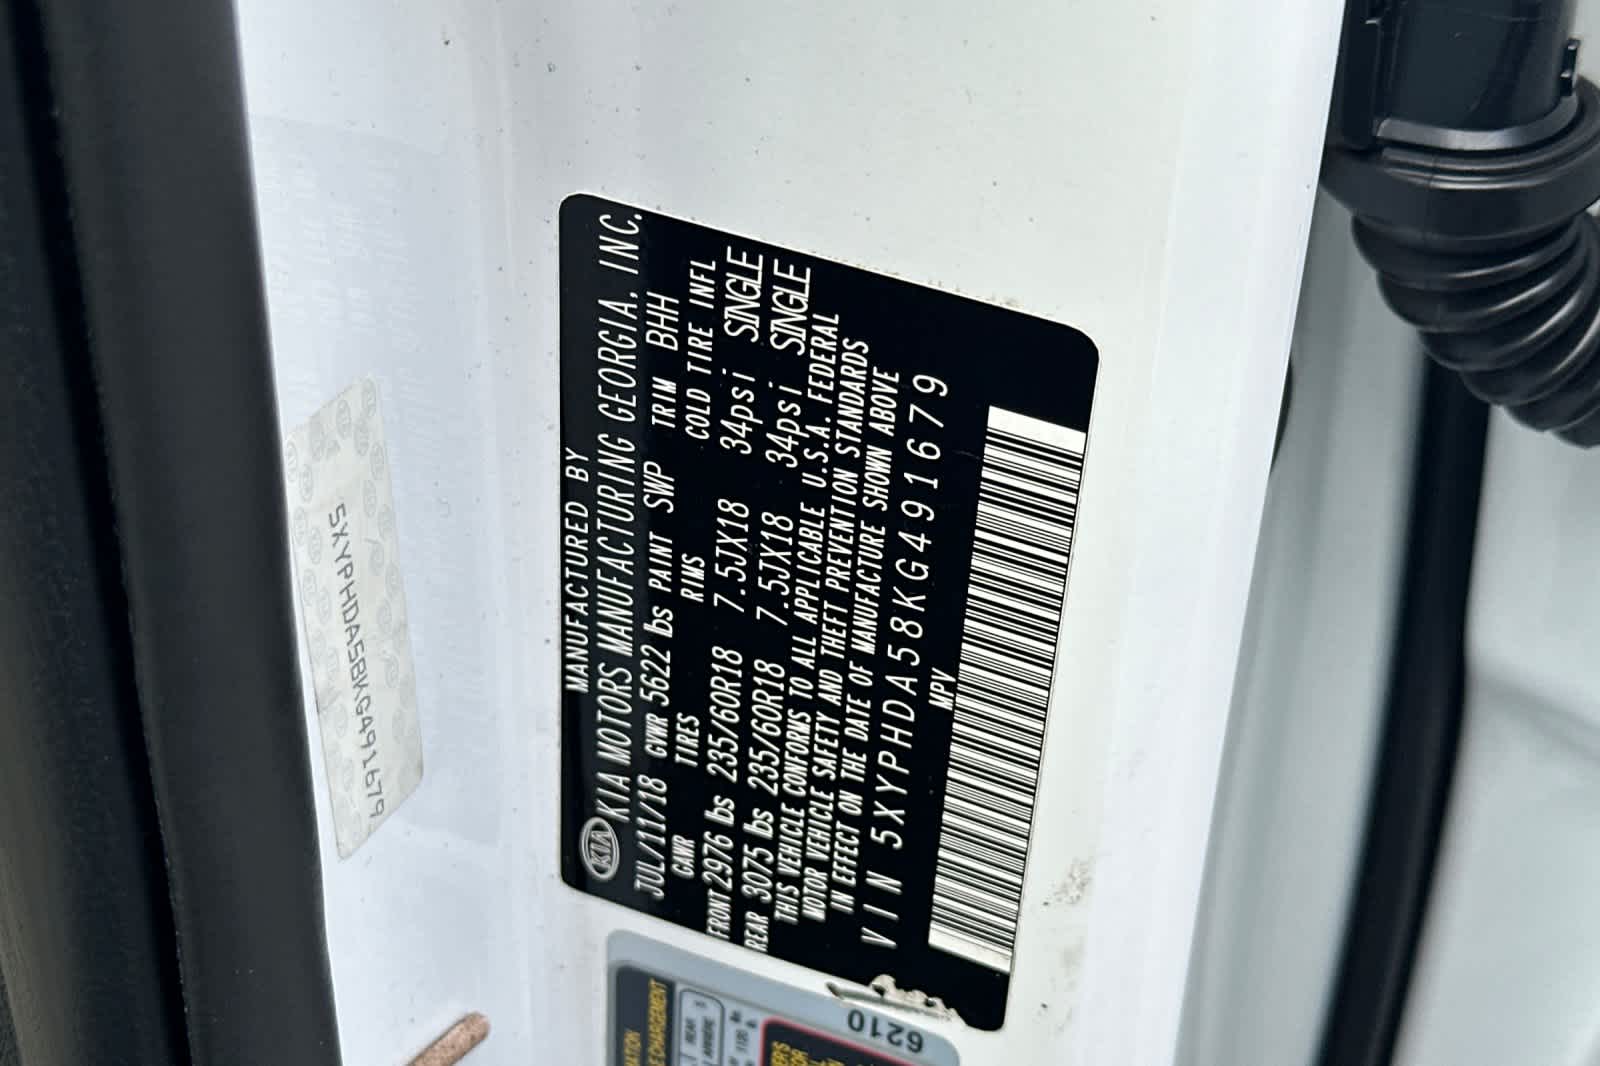 MANUFACTURED BY
KIA KIA MOTORS MANUFACTURING GEORGIA, INC.
JUL/11/18 GVWR 5622 lbs PAINT SWP TRIM BHH
GAWR TIRES RIMS COLD TIRE INFL
FRONT 2976 lbs 235/60R18 7.5JX18 34psi SINGLE
REAR 3075 lbs 235/60R18 7.5JX18 34psi SINGLE
THIS VEHICLE CONFORMS TO ALL APPLICABLE U.S.A. FEDERAL
MOTOR VEHICLE SAFETY AND THEFT PREVENTION STANDARDS
IN EFFECT ON THE DATE OF MANUFACTURE SHOWN ABOVE
VIN 5XYPHDA58KG491679
MPV
5XYPHDA58KG491679
6210
REAR